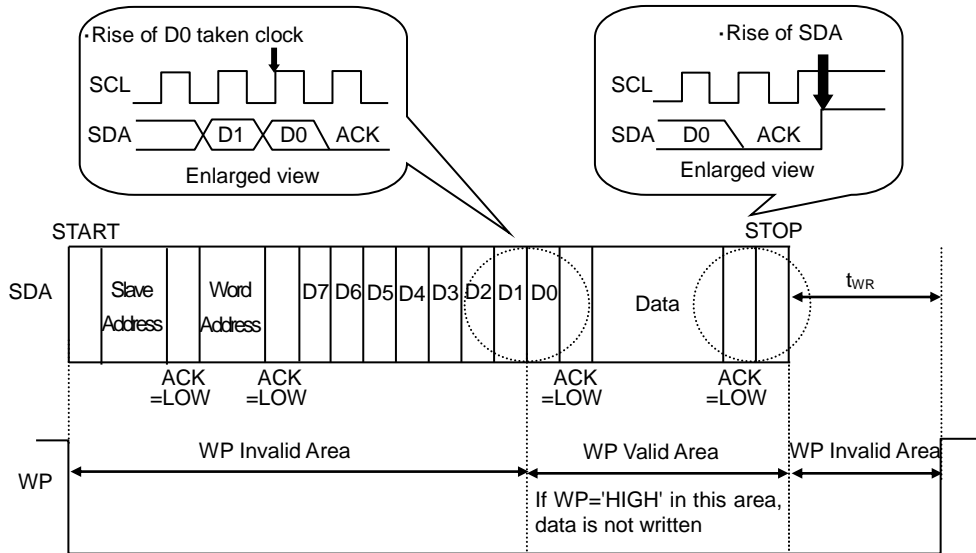 ·Rise of D0 taken clock
SCL
SDA
D1
D0
ACK
Enlarged view
·Rise of SDA
SCL
SDA
D0
ACK
Enlarged view
START
STOP
SDA
Slave
Address
Word
Address
D7
D6
D5
D4
D3
D2
D1
D0
Data
tWR
ACK
=LOW
ACK
=LOW
ACK
=LOW
ACK
=LOW
WP
WP Invalid Area
WP Valid Area
WP Invalid Area
If WP='HIGH' in this area,
data is not written